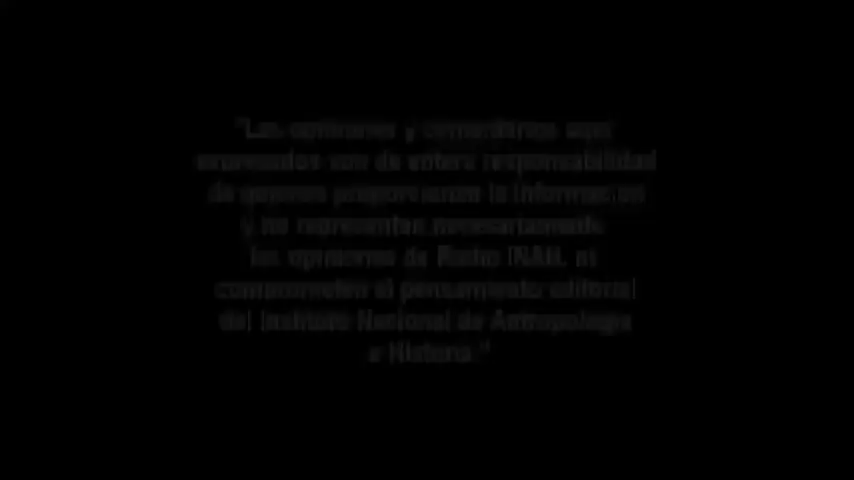 "Las opiniones y comentarios aquí
expresados son de entera responsabilidad
de quienes proporcionan la información
y no representan necesariamente
las opiniones de Radio INAH, ni
comprometen el pensamiento editorial
del Instituto Nacional de Antropología
e Historia."